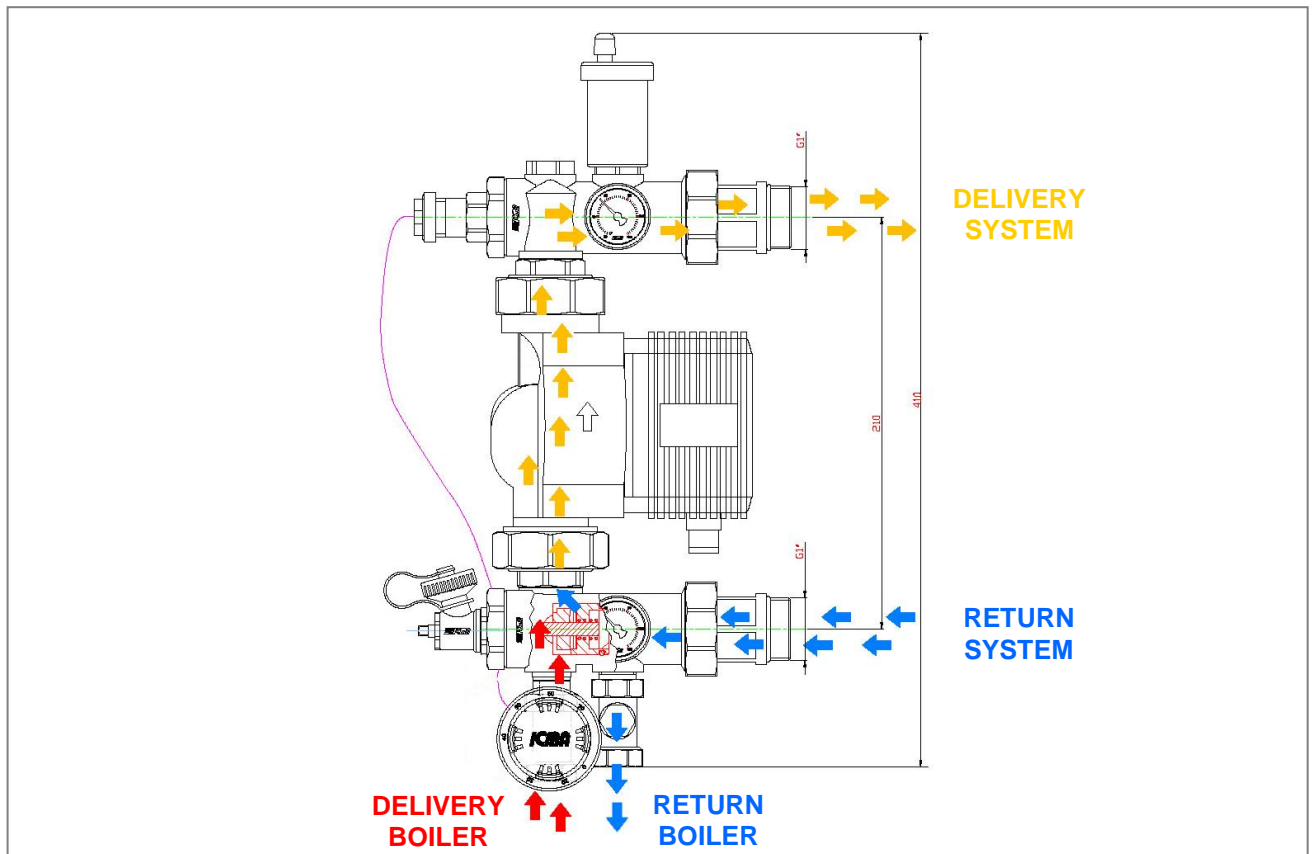 G1"
DELIVERY
SYSTEM
410
210
G1"
RETURN
SYSTEM
ICMA
DELIVERY
BOILER
RETURN
BOILER